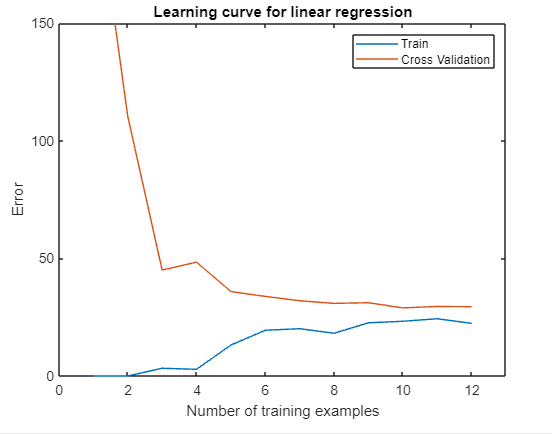 Learning curve for linear regression
150
Train
Cross Validation
100
Error
50
0
0 2 4 6 8 10 12
Number of training examples